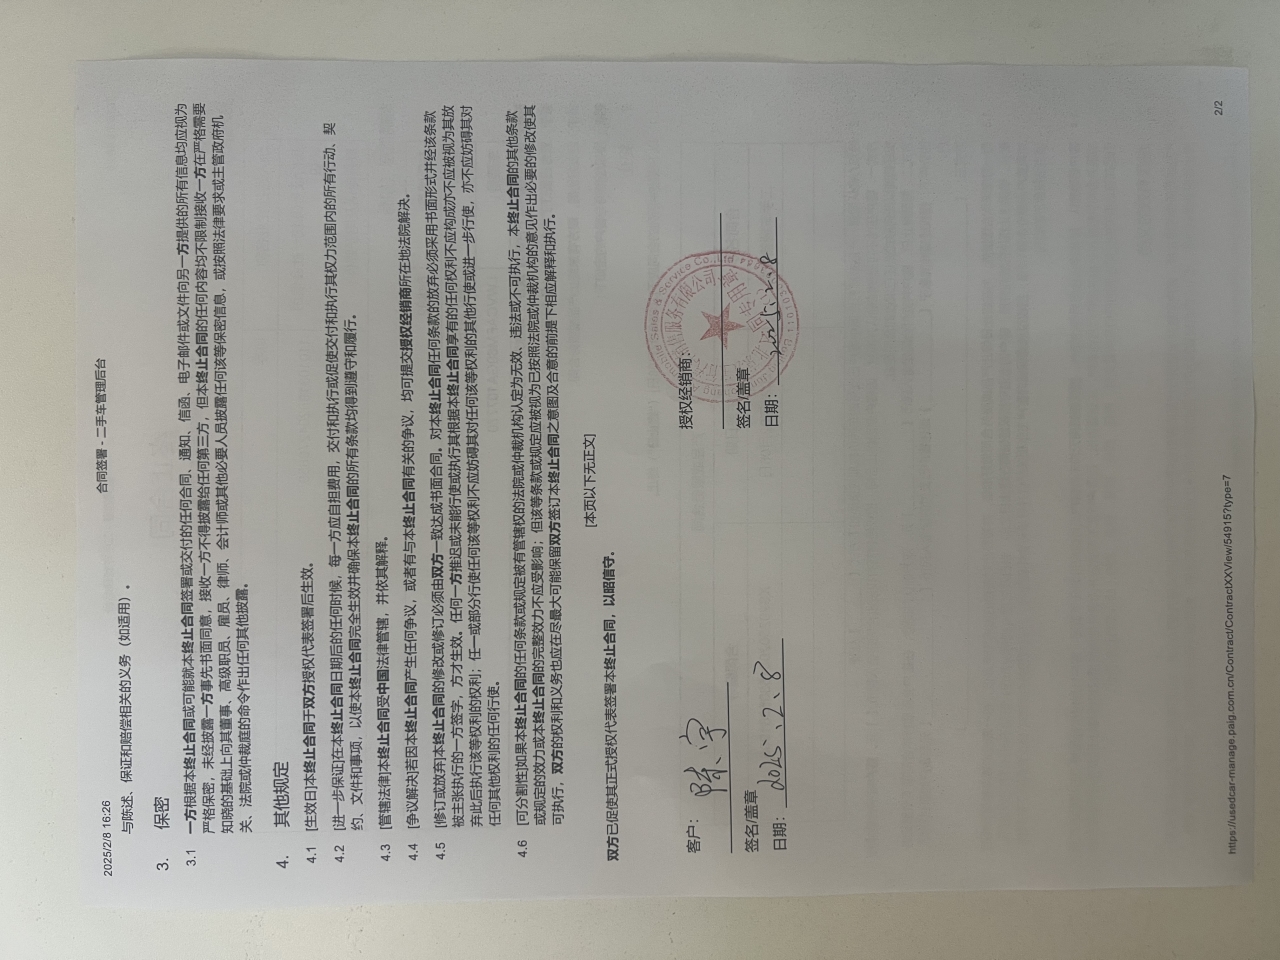 2025/2/8 16:26
合同签署 - 二手车管理后台
与陈述、保证和赔偿相关的义务（如适用）。
3. 保密
3.1 一方根据本终止合同或可能就本终止合同签署或交付的任何合同、通知、信函、电子邮件或文件向另一方提供的所有信息均应视为
严格保密，未经披露一方事先书面同意，接收一方不得披露给任何第三方，但本终止合同的任何内容均不限制接收一方在严格需要
知晓的基础上向其董事、高级职员、雇员、律师、会计师或其他必要人员披露任何该等保密信息，或按照法律要求或主管政府机
关、法院或仲裁庭的命令作出任何其他披露。
4. 其他规定
4.1 [生效日]本终止合同于双方授权代表签署后生效。
4.2 [进一步保证]在本终止合同日期后的任何时候，每一方应自担费用，交付和执行或促使交付和执行其权力范围内的所有行动、契
约、文件和事项，以使本终止合同完全生效并确保本终止合同的所有条款均得到遵守和履行。
4.3 [管辖法律]本终止合同受中国法律管辖，并依其解释。
4.4 [争议解决]若因本终止合同产生任何争议，或者有与本终止合同有关的争议，均可提交授权经销商所在地法院解决。
4.5 [修订或放弃]本终止合同的修改或修订必须由双方一致达成书面合同。对本终止合同任何条款的放弃必须采用书面形式并经该条款
被主张执行的一方签字，方才生效。任何一方推迟或未能行使或执行其根据本终止合同享有的任何权利不应构成亦不应被视为其放
弃此后执行该等权利的权利；任一或部分行使任何该等权利不应妨碍其对任何该等权利的其他行使或进一步行使，亦不应妨碍其对
任何其他权利的任何行使。
4.6 [可分割性]如果本终止合同的任何条款或规定被有管辖权的法院或仲裁机构认定为无效、违法或不可执行，本终止合同的其他条款
或规定的效力或本终止合同的完整效力不应受影响；但该等条款或规定应被视为已按照法院或仲裁机构的意见作出必要的修改使其
可执行，双方的权利和义务也应在尽最大可能保留双方签订本终止合同之意图及合意的前提下相应解释和执行。
[本页以下无正文]
双方已促使其正式授权代表签署本终止合同，以昭信守。
客户：
陈宇
签名/盖章
日期：2025.2.8
授权经销商：
签名/盖章
日期：2025.2.8
https://usedcar-manage.paig.com.cn/Contract/ContractXXView/54915?type=7
2/2